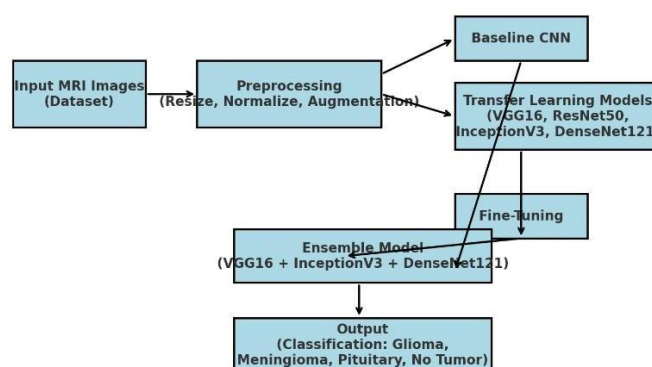 Input MRI Images
(Dataset)
Preprocessing
(Resize, Normalize, Augmentation)
Baseline CNN
Transfer Learning Models
(VGG16, ResNet50,
InceptionV3, DenseNet121
Fine-Tuning
Ensemble Model
(VGG16 + InceptionV3 + DenseNet121)
Output
(Classification: Glioma,
Meningioma, Pituitary, No Tumor)